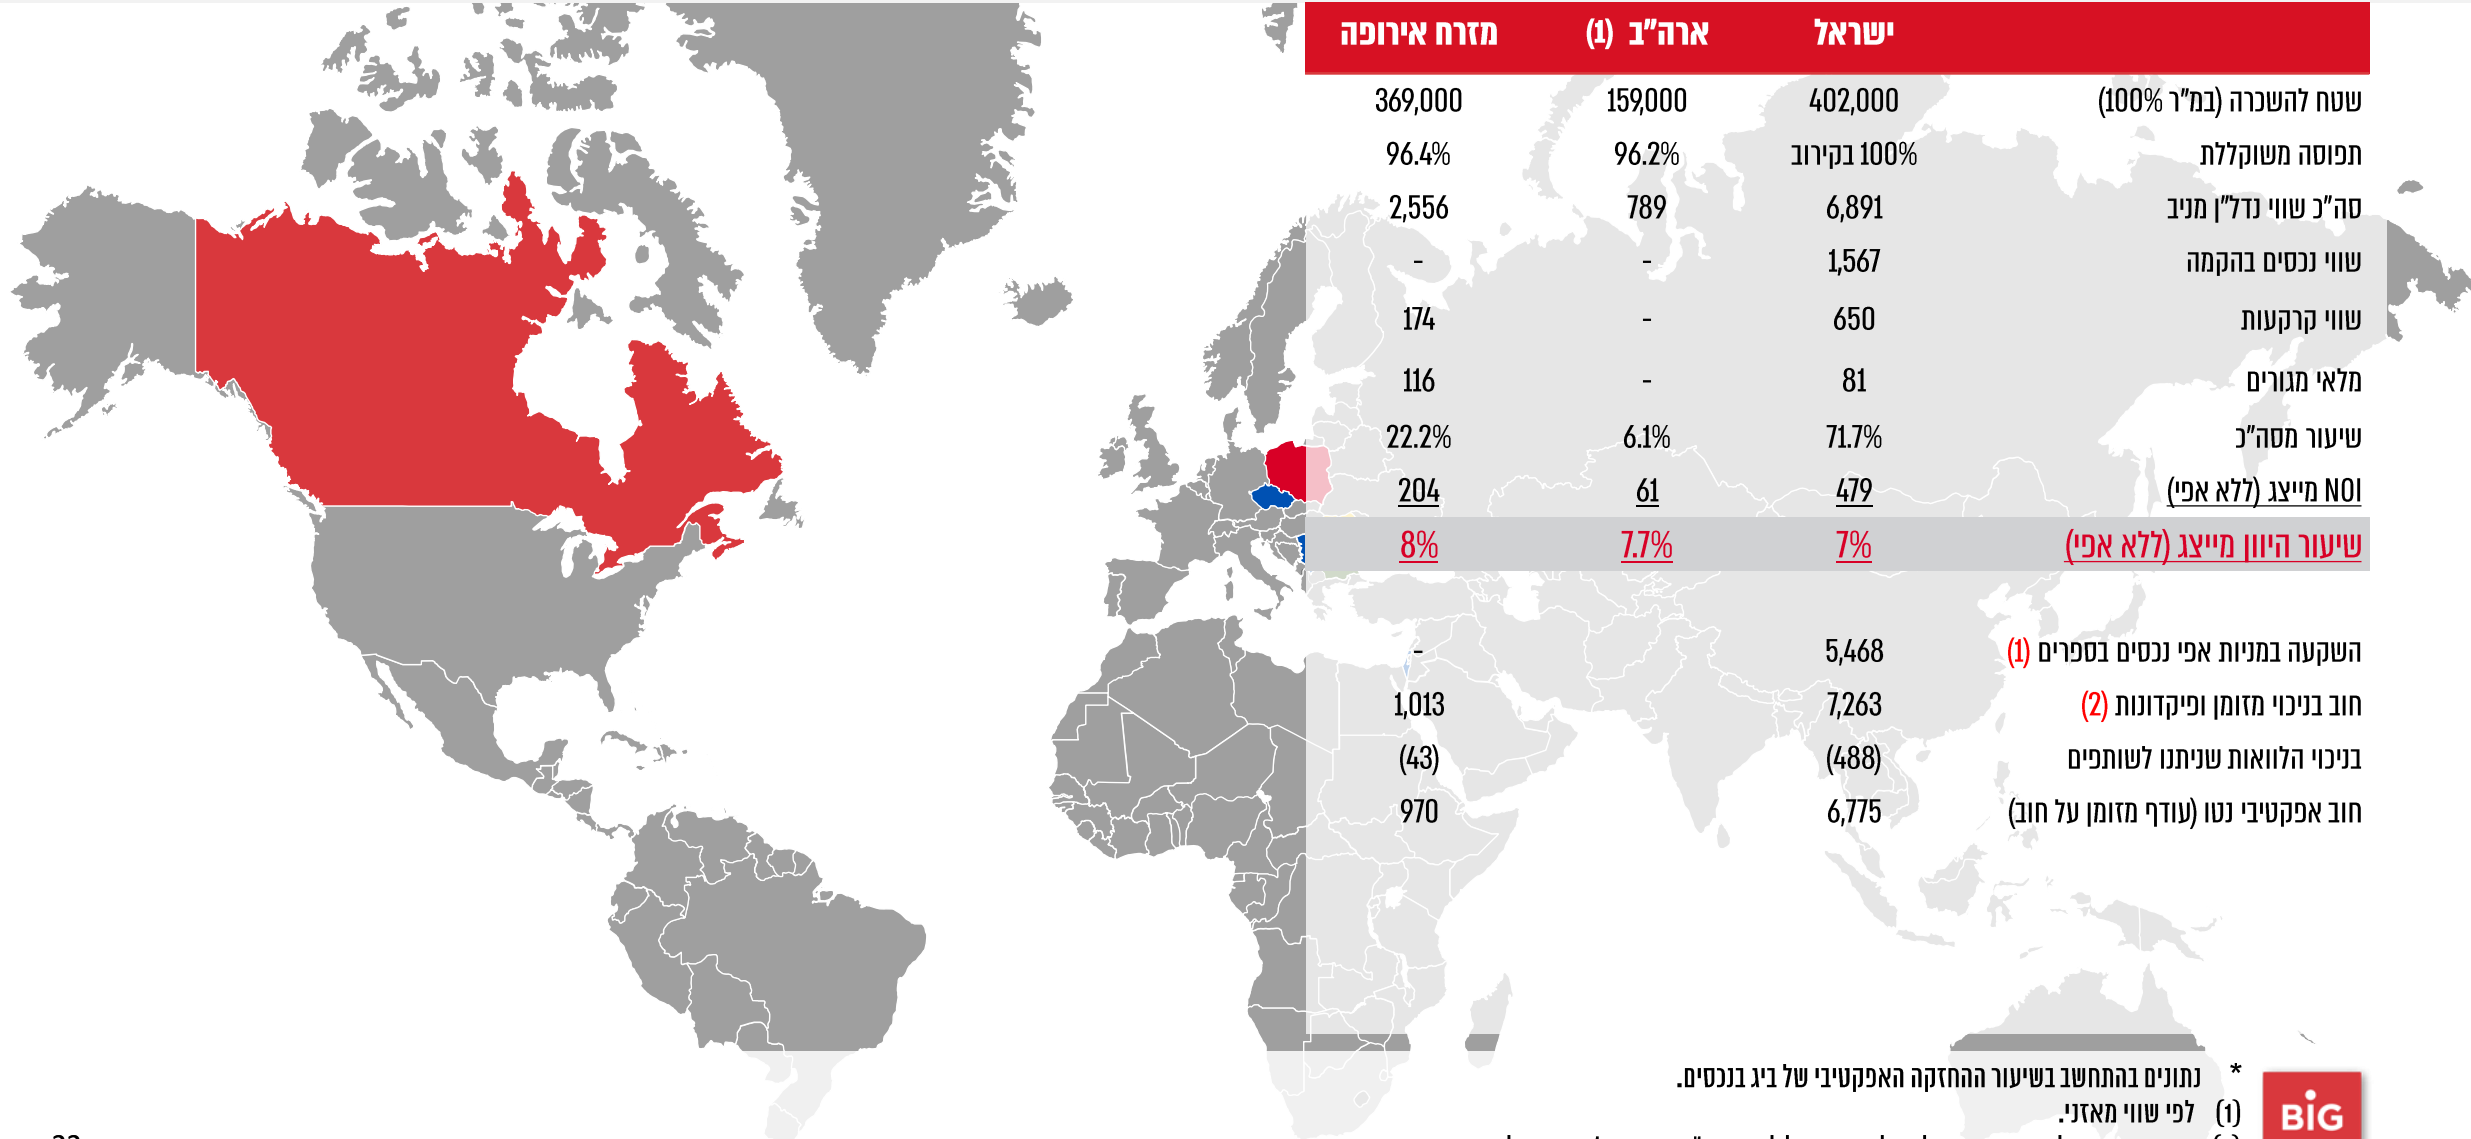 ישראל ארה"ב (1) מזרח אירופה
שטח להשכרה (במ"ר 100%) 402,000 159,000 369,000
תפוסה משוקללת 100% בקירוב 96.2% 96.4%
סה"כ שווי נדל"ן מניב 6,891 789 2,556
שווי נכסים בהקמה 1,567 - -
שווי קרקעות 650 - 174
מלאי מגורים 81 - 116
שיעור מסה"כ 71.7% 6.1% 22.2%
NOI מייצג (ללא אפי) 479 61 204
שיעור היוון מייצג (ללא אפי) 7% 7.7% 8%
השקעה במניות אפי נכסים בספרים (1) 5,468 -
חוב בניכוי מזומן ופיקדונות (2) 7,263 1,013
בניכוי הלוואות שניתנו לשותפים (488) (43)
חוב אפקטיבי נטו (עודף מזומן על חוב) 6,775 970
* נתונים בהתחשב בשיעור ההחזקה האפקטיבי של ביג בנכסים.
(1) לפי שווי מאזני.
BIG